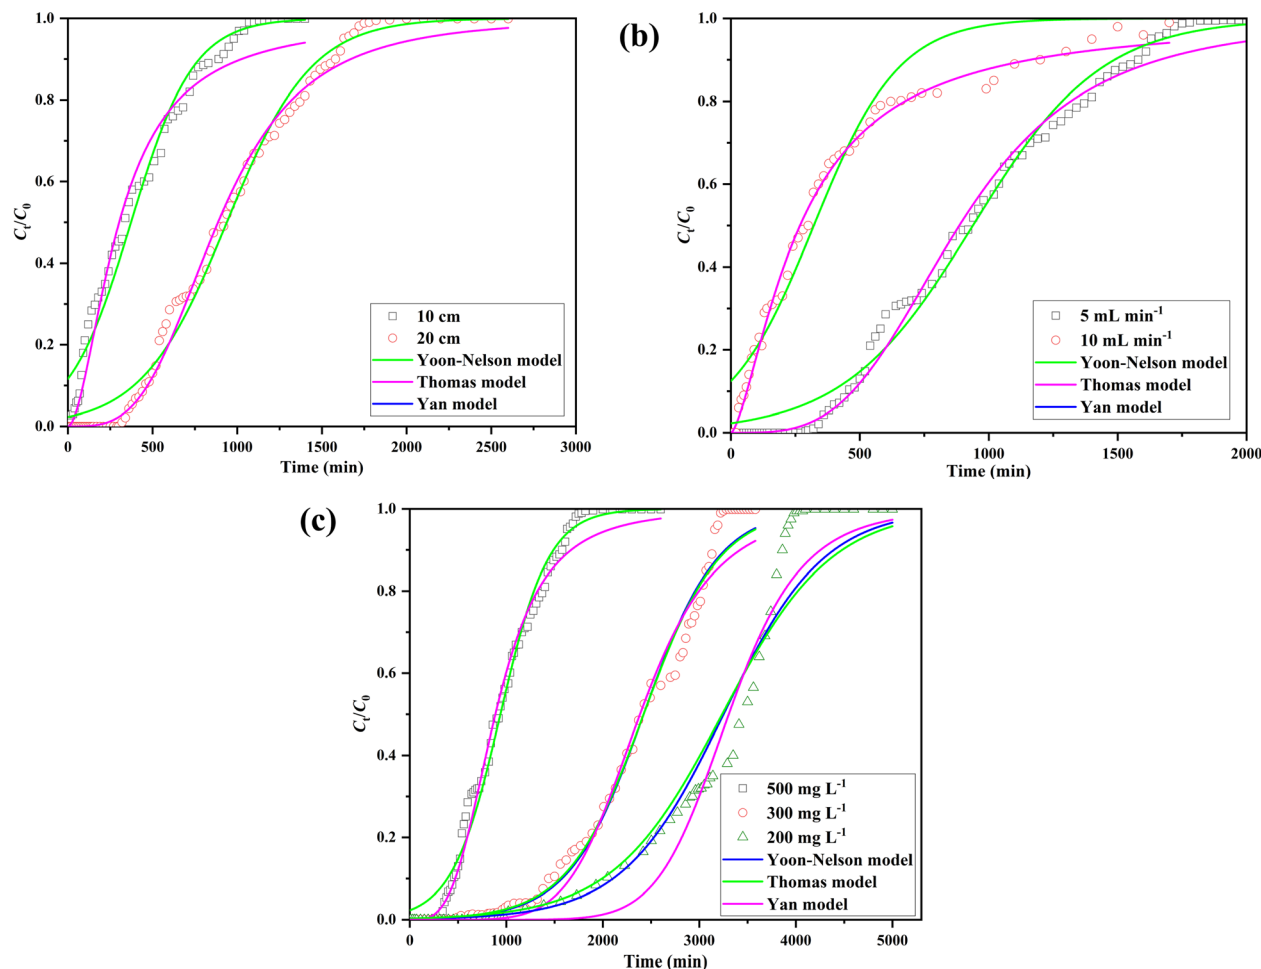 1.0
0.8
0.6
0.4
0.2
0.0
Ct/C0
0
500
1000
1500
2000
2500
3000
Time (min)
10 cm
20 cm
Yoon-Nelson model
Thomas model
Yan model
(b)
1.0
0.8
0.6
0.4
0.2
0.0
Ct/C0
0
500
1000
1500
2000
Time (min)
5 mL min-1
10 mL min-1
Yoon-Nelson model
Thomas model
Yan model
(c)
1.0
0.8
0.6
0.4
0.2
0.0
Ct/C0
0
1000
2000
3000
4000
5000
Time (min)
500 mg L-1
300 mg L-1
200 mg L-1
Yoon-Nelson model
Thomas model
Yan model